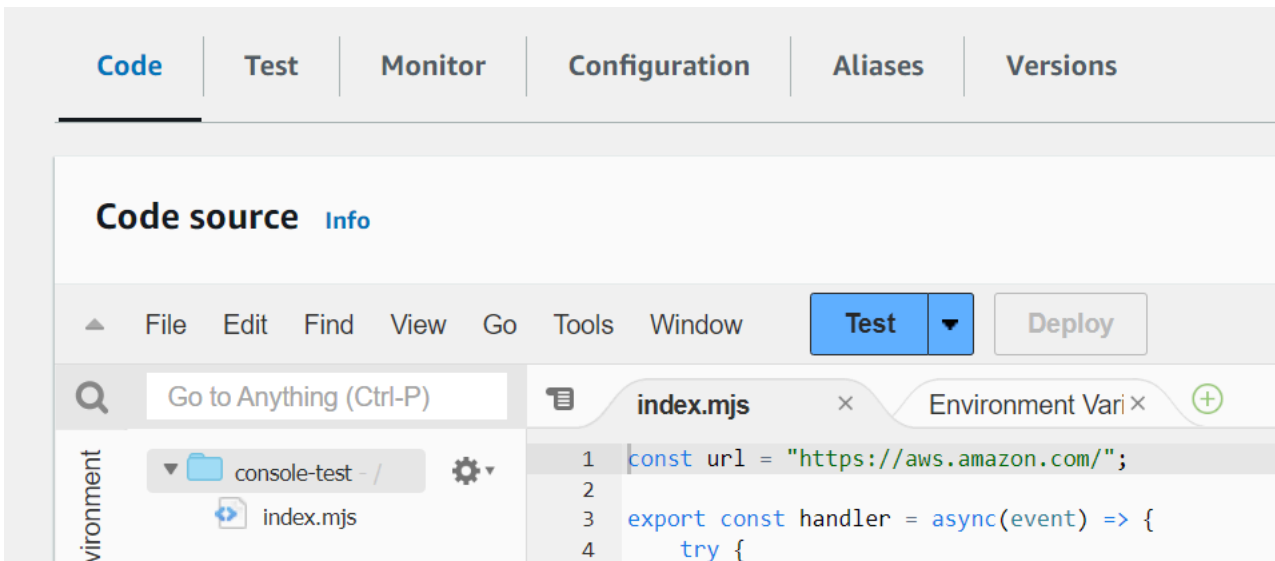 Code Test Monitor Configuration Aliases Versions
Code source Info
File Edit Find View Go Tools Window Test Deploy
Go to Anything (Ctrl-P) index.mjs × Environment Vari ×
console-test - /
index.mjs
vironment
1 const url = "https://aws.amazon.com/";
2
3 export const handler = async(event) => {
4 try {